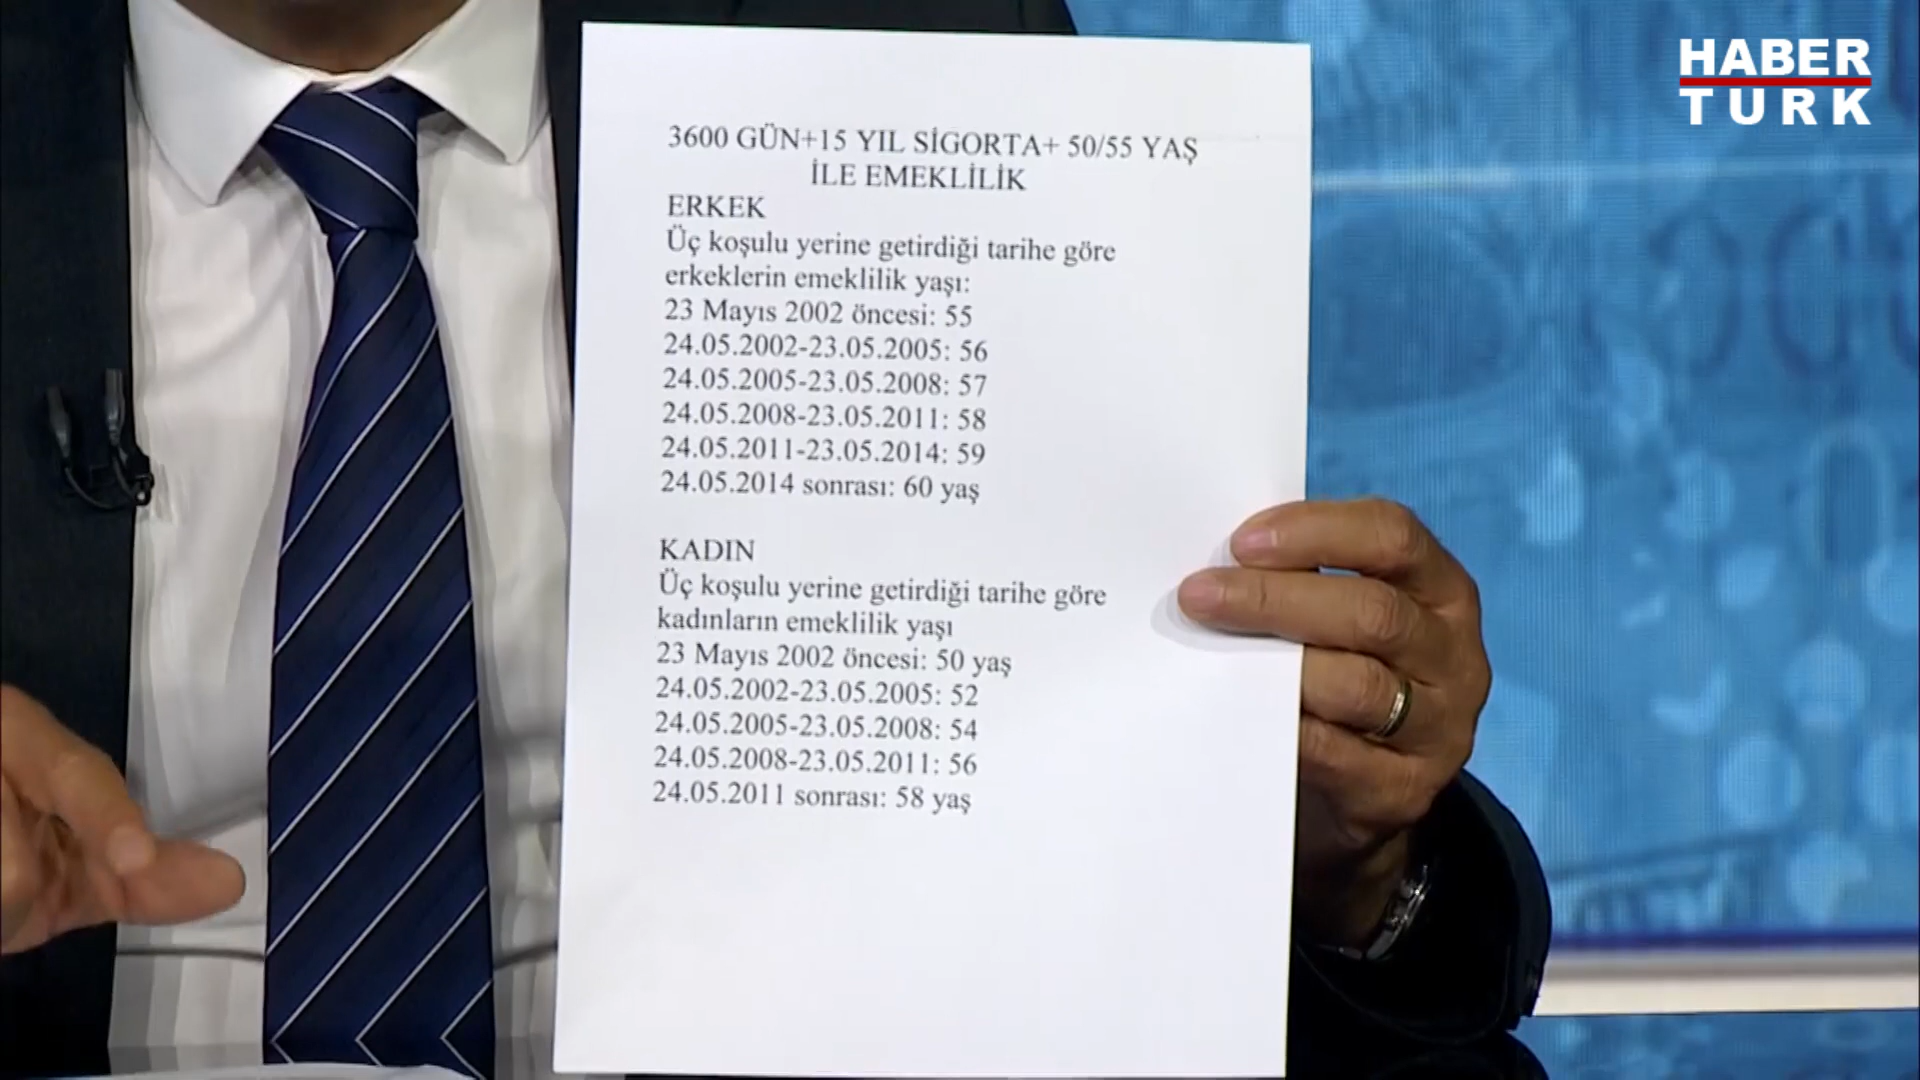 HABER
TURK
3600 GÜN+15 YIL SİGORTA+ 50/55 YAŞ
İLE EMEKLİLİK
ERKEK
Üç koşulu yerine getirdiği tarihe göre
erkeklerin emeklilik yaşı:
23 Mayıs 2002 öncesi: 55
24.05.2002-23.05.2005: 56
24.05.2005-23.05.2008: 57
24.05.2008-23.05.2011: 58
24.05.2011-23.05.2014: 59
24.05.2014 sonrası: 60 yaş
KADIN
Üç koşulu yerine getirdiği tarihe göre
kadınların emeklilik yaşı
23 Mayıs 2002 öncesi: 50 yaş
24.05.2002-23.05.2005: 52
24.05.2005-23.05.2008: 54
24.05.2008-23.05.2011: 56
24.05.2011 sonrası: 58 yaş